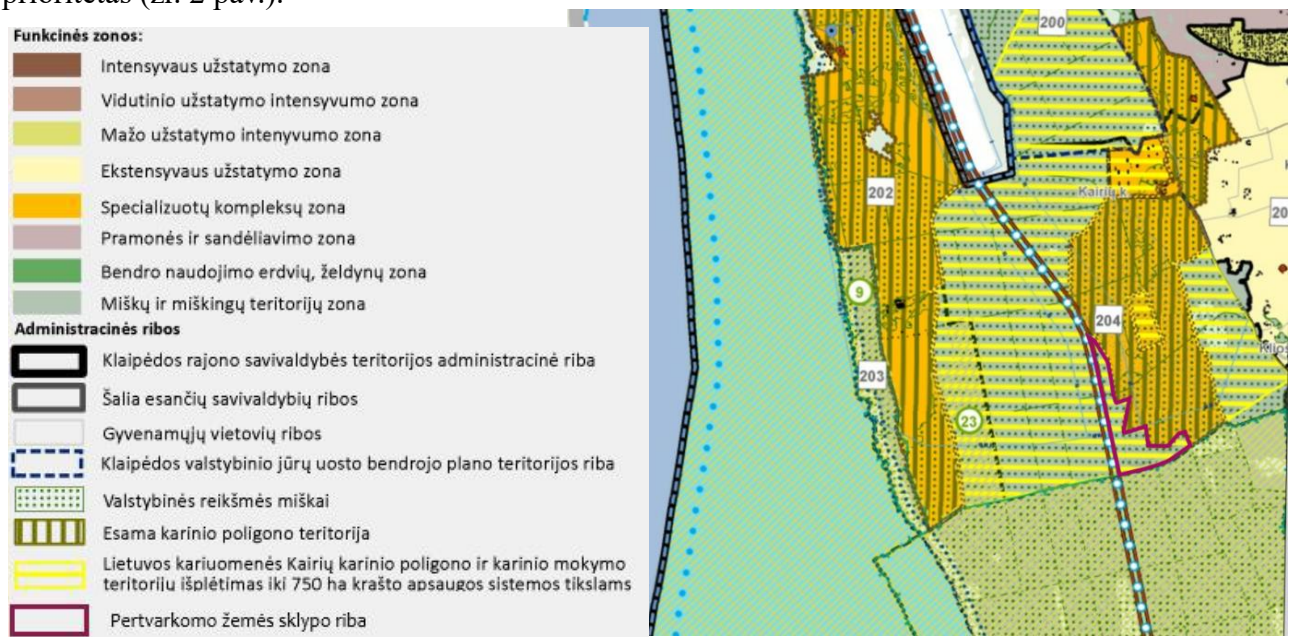 prioritetas (žr. 2 pav.).
Funkcinės zonos:
Intensyvaus užstatymo zona
Vidutinio užstatymo intensyvumo zona
Mažo užstatymo intenyvumo zona
Ekstensyvaus užstatymo zona
Specializuotų kompleksų zona
Pramonės ir sandėliavimo zona
Bendro naudojimo erdvių, želdynų zona
Miškų ir miškingų teritorijų zona
Administracinės ribos
Klaipėdos rajono savivaldybės teritorijos administracinė riba
Šalia esančių savivaldybių ribos
Gyvenamųjų vietovių ribos
Klaipėdos valstybinio jūrų uosto bendrojo plano teritorijos riba
Valstybinės reikšmės miškai
Esama karinio poligono teritorija
Lietuvos kariuomenės Kairių karinio poligono ir karinio mokymo
teritorijų išplėtimas iki 750 ha krašto apsaugos sistemos tikslams
Pertvarkomo žemės sklypo riba
200
202
Kairių k.
20
9
204
203
23